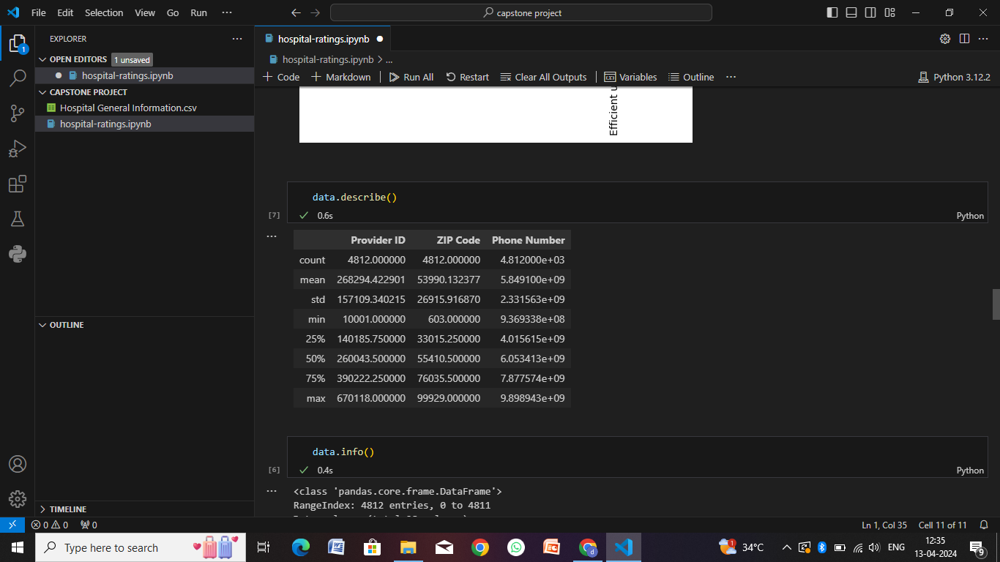 File Edit Selection View Go Run ···
capstone project
EXPLORER
OPEN EDITORS 1 unsaved
hospital-ratings.ipynb
CAPSTONE PROJECT
Hospital General Information.csv
hospital-ratings.ipynb
OUTLINE
TIMELINE
1
hospital-ratings.ipynb
hospital-ratings.ipynb > ...
+ Code + Markdown Run All Restart Clear All Outputs Variables Outline ··· Python 3.12.2
Efficient
data.describe()
[7] 0.6s Python
Provider ID ZIP Code Phone Number
count 4812.000000 4812.000000 4.812000e+03
mean 268294.422901 53990.132377 5.849100e+09
std 157109.340215 26915.916870 2.331563e+09
min 10001.000000 603.000000 9.369338e+08
25% 140185.750000 33015.250000 4.015615e+09
50% 260043.500000 55410.500000 6.053413e+09
75% 390222.250000 76035.500000 7.877574e+09
max 670118.000000 99929.000000 9.898943e+09
data.info()
[6] 0.4s Python
<class 'pandas.core.frame.DataFrame'>
RangeIndex: 4812 entries, 0 to 4811
0 0 0 Ln 1, Col 35 Cell 11 of 11
Type here to search
1 34°C ENG 12:35
13-04-2024
9